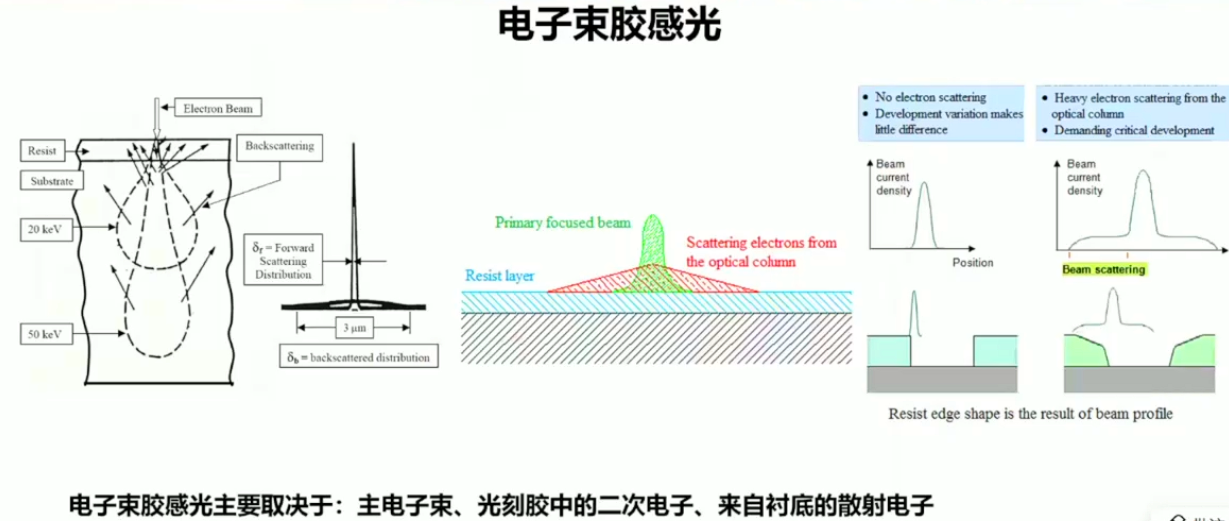 电子束胶感光
Electron Beam
Resist
Backscattering
Substrate
20 keV
50 keV
δf = Forward
Scattering
Distribution
3 μm
δb = backscattered distribution
Primary focused beam
Scattering electrons from
the optical column
Resist layer
• No electron scattering
• Development variation makes
little difference
• Heavy electron scattering from the
optical column
• Demanding critical development
Beam
current
density
Position
Beam
current
density
Beam scattering
Resist edge shape is the result of beam profile
电子束胶感光主要取决于：主电子束、光刻胶中的二次电子、来自衬底的散射电子